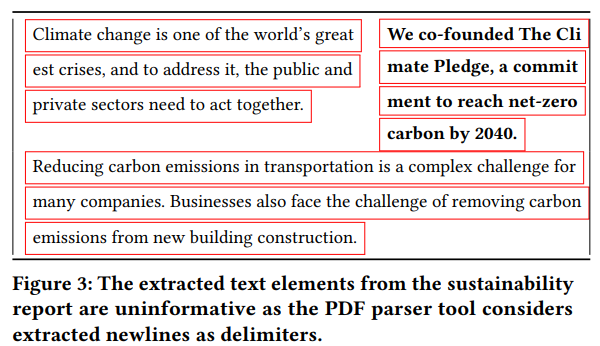 Climate change is one of the world's great
est crises, and to address it, the public and
private sectors need to act together.
We co-founded The Cli
mate Pledge, a commit
ment to reach net-zero
carbon by 2040.
Reducing carbon emissions in transportation is a complex challenge for
many companies. Businesses also face the challenge of removing carbon
emissions from new building construction.
Figure 3: The extracted text elements from the sustainability
report are uninformative as the PDF parser tool considers
extracted newlines as delimiters.